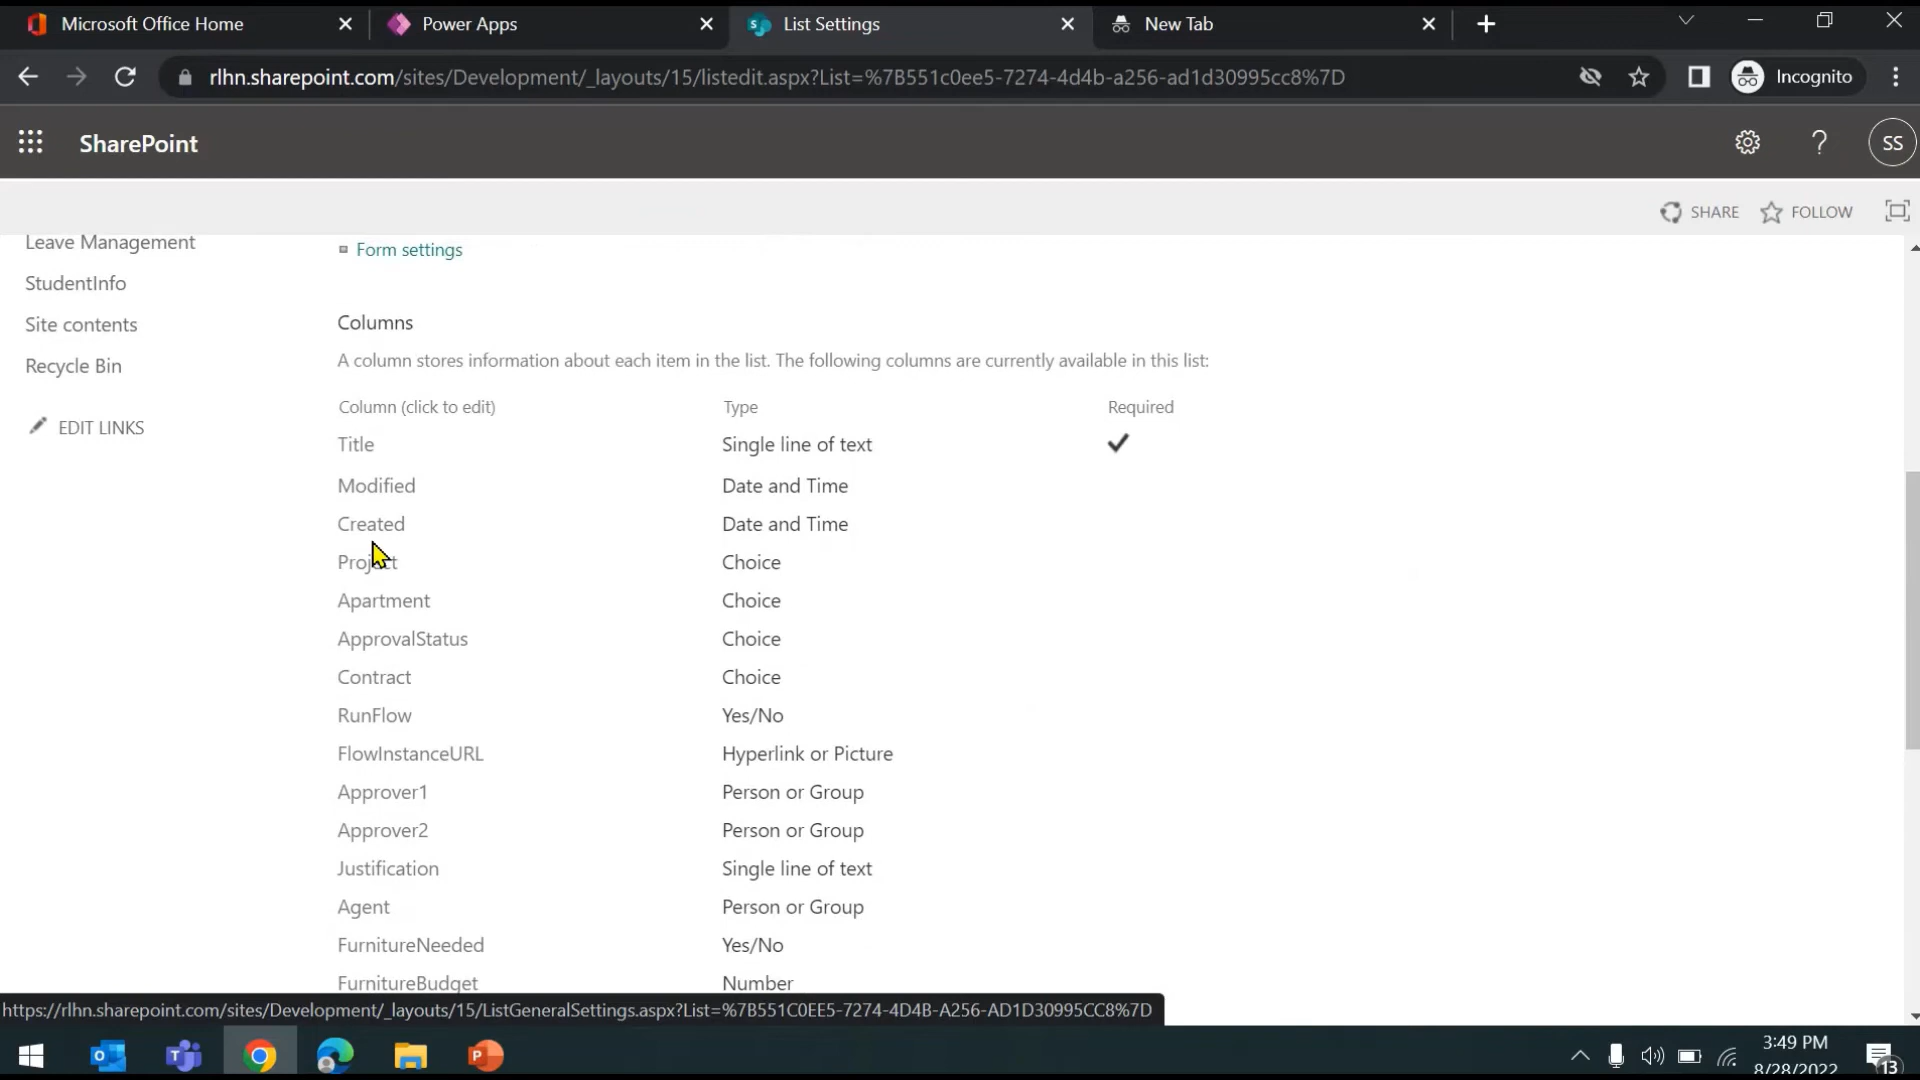 Microsoft Office Home
Power Apps
List Settings
New Tab
rlhn.sharepoint.com/sites/Development/_layouts/15/listedit.aspx?List=%7B551c0ee5-7274-4d4b-a256-ad1d30995cc8%7D
Incognito
SharePoint
SS
SHARE
FOLLOW
Leave Management
Form settings
StudentInfo
Site contents
Recycle Bin
EDIT LINKS
Columns
A column stores information about each item in the list. The following columns are currently available in this list:
Column (click to edit) Type Required
Title Single line of text
Modified Date and Time
Created Date and Time
Project Choice
Apartment Choice
ApprovalStatus Choice
Contract Choice
RunFlow Yes/No
FlowInstanceURL Hyperlink or Picture
Approver1 Person or Group
Approver2 Person or Group
Justification Single line of text
Agent Person or Group
FurnitureNeeded Yes/No
FurnitureBudget Number
https://rlhn.sharepoint.com/sites/Development/_layouts/15/ListGeneralSettings.aspx?List=%7B551C0EE5-7274-4D4B-A256-AD1D30995CC8%7D
3:49 PM
8/28/2022
13